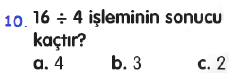 10. 16 ÷ 4 işleminin sonucu
kaçtır?
a. 4 b. 3 c. 2